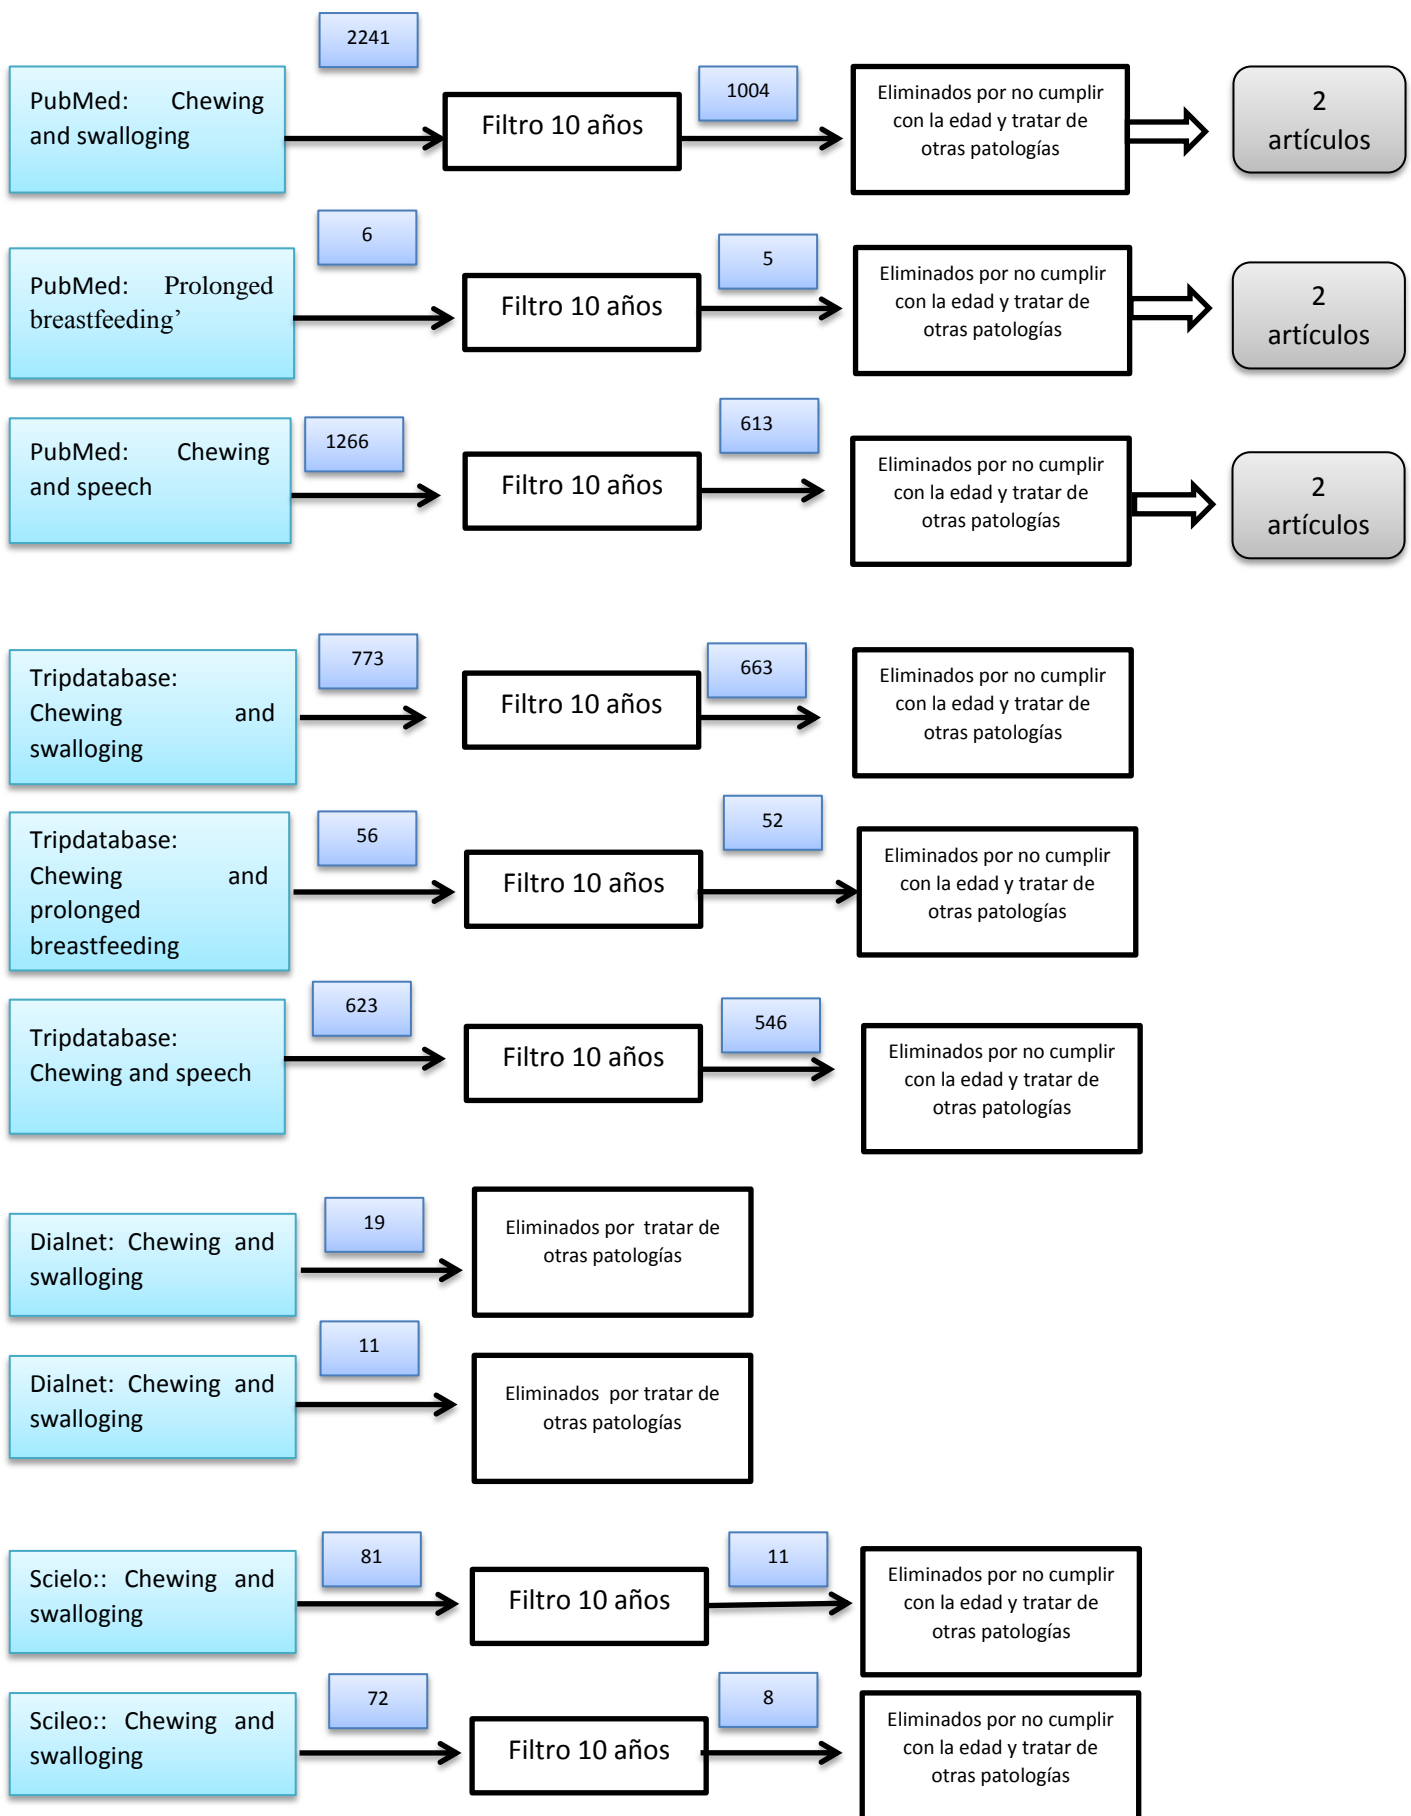 2241
PubMed: Chewing
and swalloging
Filtro 10 años
1004
Eliminados por no cumplir
con la edad y tratar de
otras patologías
2
artículos
6
PubMed: Prolonged
breastfeeding’
Filtro 10 años
5
Eliminados por no cumplir
con la edad y tratar de
otras patologías
2
artículos
1266
PubMed: Chewing
and speech
Filtro 10 años
613
Eliminados por no cumplir
con la edad y tratar de
otras patologías
2
artículos
773
Tripdatabase:
Chewing and
swalloging
Filtro 10 años
663
Eliminados por no cumplir
con la edad y tratar de
otras patologías
56
Tripdatabase:
Chewing and
prolonged
breastfeeding
Filtro 10 años
52
Eliminados por no cumplir
con la edad y tratar de
otras patologías
623
Tripdatabase:
Chewing and speech
Filtro 10 años
546
Eliminados por no cumplir
con la edad y tratar de
otras patologías
19
Dialnet: Chewing and
swalloging
Eliminados por tratar de
otras patologías
11
Dialnet: Chewing and
swalloging
Eliminados por tratar de
otras patologías
81
Scielo:: Chewing and
swalloging
Filtro 10 años
11
Eliminados por no cumplir
con la edad y tratar de
otras patologías
72
Scileo:: Chewing and
swalloging
Filtro 10 años
8
Eliminados por no cumplir
con la edad y tratar de
otras patologías